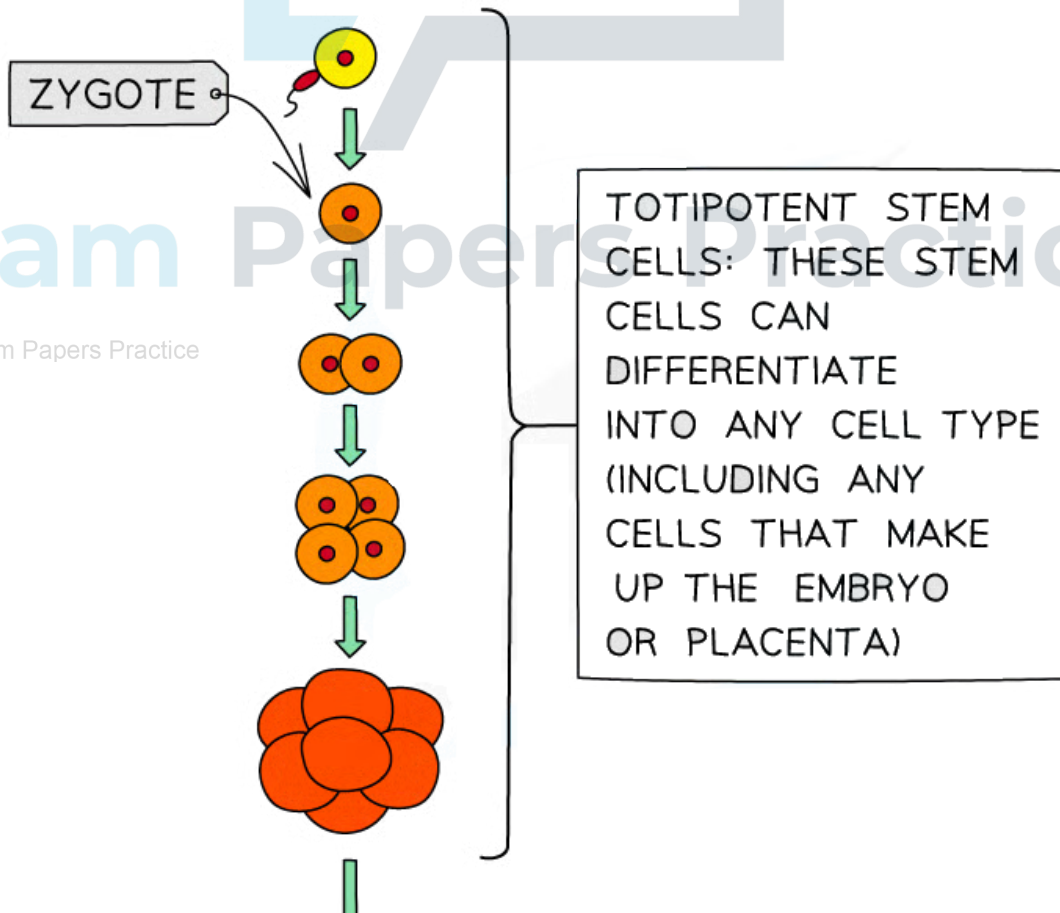 ZYGOTE
TOTIPOTENT STEM
CELLS: THESE STEM
CELLS CAN
DIFFERENTIATE
INTO ANY CELL TYPE
(INCLUDING ANY
CELLS THAT MAKE
UP THE EMBRYO
OR PLACENTA)
am Papers Practic
m Papers Practice